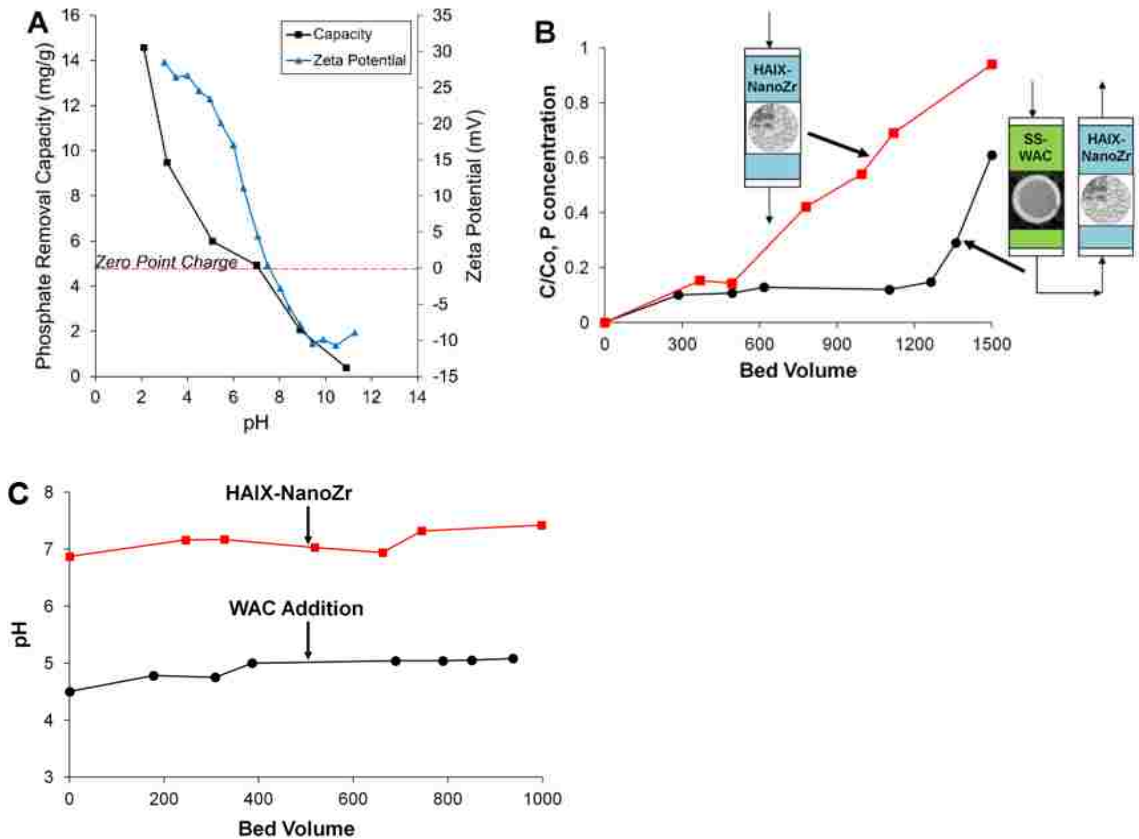 A
Phosphate Removal Capacity (mg/g)
16
14
12
10
8
6
4
2
0
0 2 4 6 8 10 12 14
pH
35
30
25
20
15
10
5
0
-5
-10
-15
Zeta Potential (mV)
Capacity
Zeta Potential
Zero Point Charge
B
C/Co, P concentration
1
0.8
0.6
0.4
0.2
0
0 300 600 900 1200 1500
Bed Volume
HAIX-
NanoZr
SS-
WAC
HAIX-
NanoZr
C
pH
8
7
6
5
4
3
0 200 400 600 800 1000
Bed Volume
HAIX-NanoZr
WAC Addition